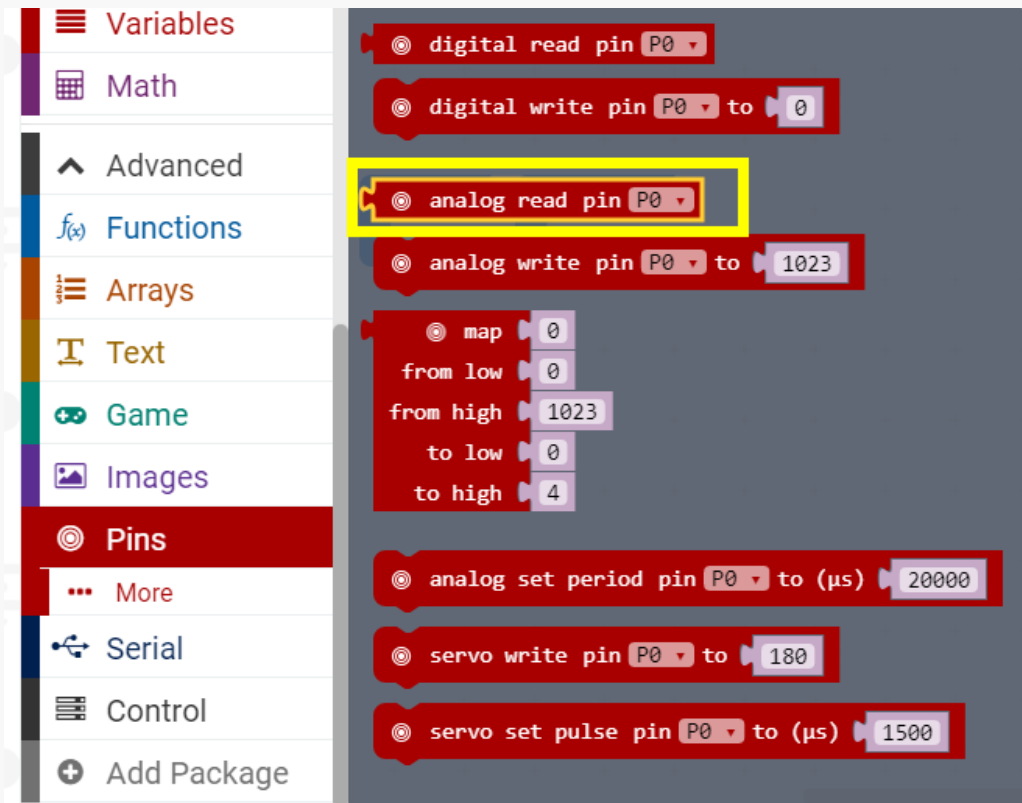 Variables
Math
Advanced
f(x) Functions
Arrays
Text
Game
Images
Pins
More
Serial
Control
Add Package
digital read pin P0
digital write pin P0 to 0
analog read pin P0
analog write pin P0 to 1023
map 0
from low 0
from high 1023
to low 0
to high 4
analog set period pin P0 to (µs) 20000
servo write pin P0 to 180
servo set pulse pin P0 to (µs) 1500